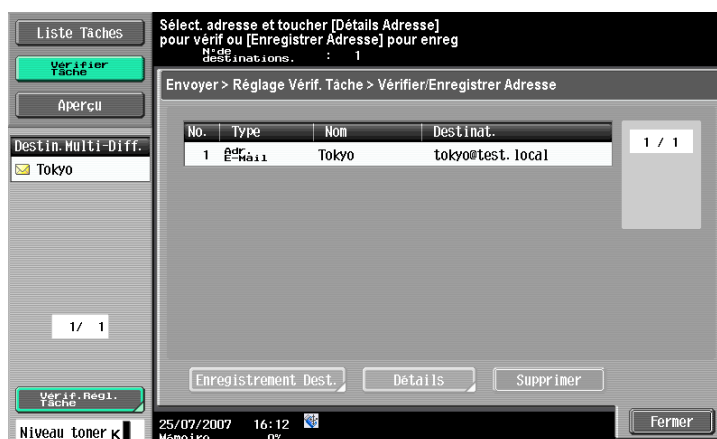 Liste Tâches
Vérifier
Tâche
Aperçu
Destin.Multi-Diff.
Tokyo
1/ 1
Vérif.Régl.
Tâche
Niveau toner K
Sélect. adresse et toucher [Détails Adresse]
pour vérif ou [Enregistrer Adresse] pour enreg
N°de
destinations. : 1
Envoyer > Réglage Vérif. Tâche > Vérifier/Enregistrer Adresse
No. Type Nom Destinat.
1 Adr. E-Mail Tokyo tokyo@test.local
1 / 1
Enregistrement Dest. Détails Supprimer
25/07/2007 16:12
Mémoire 0%
Fermer